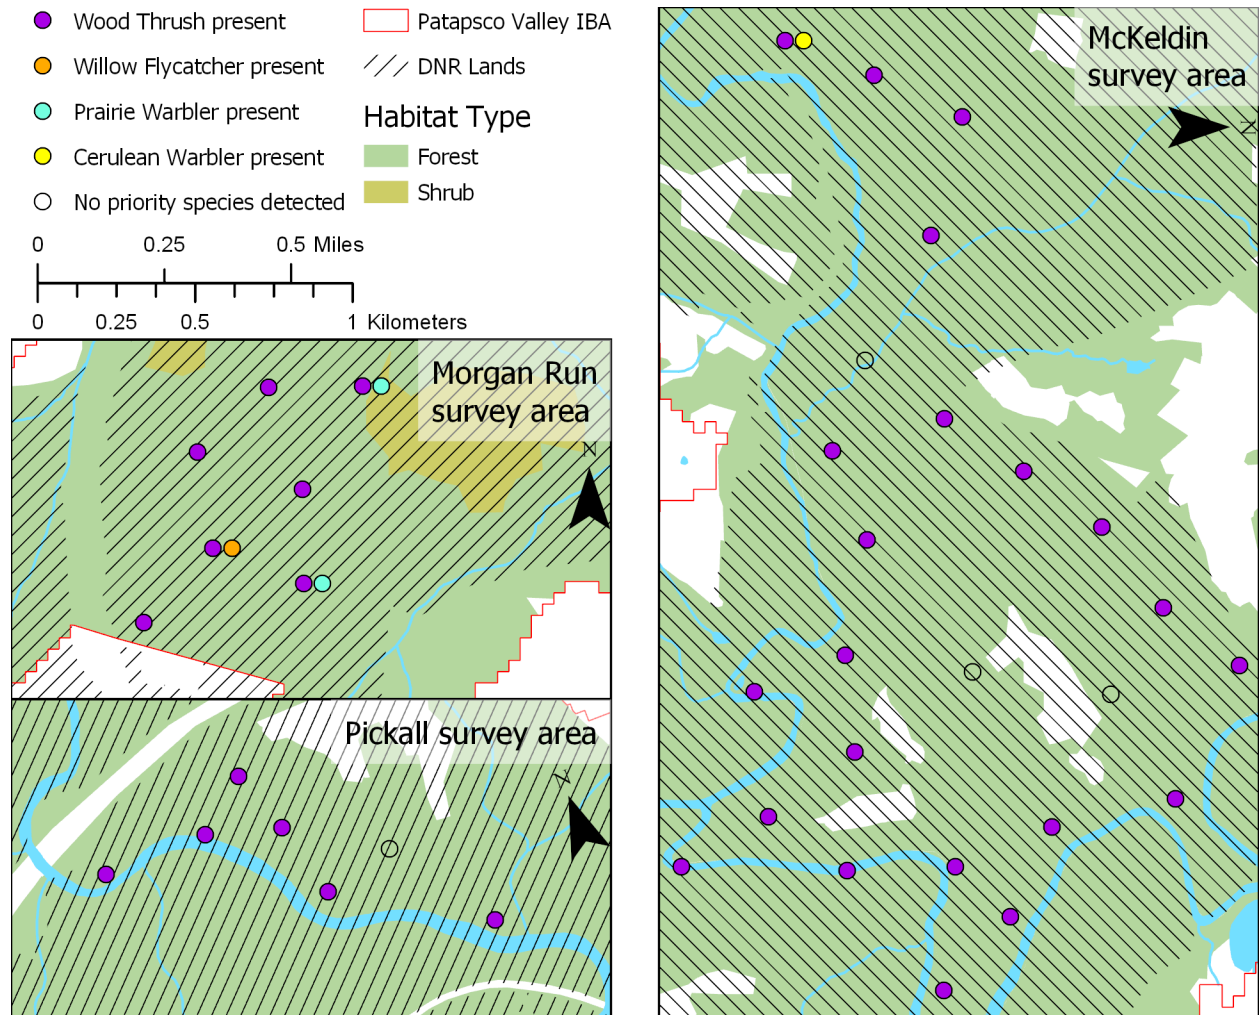 Wood Thrush present
Willow Flycatcher present
Prairie Warbler present
Cerulean Warbler present
No priority species detected
Patapsco Valley IBA
DNR Lands
Habitat Type
Forest
Shrub
0 0.25 0.5 Miles
0 0.25 0.5 1 Kilometers
Morgan Run
survey area
N
Pickall survey area
N
McKeldin
survey area
N